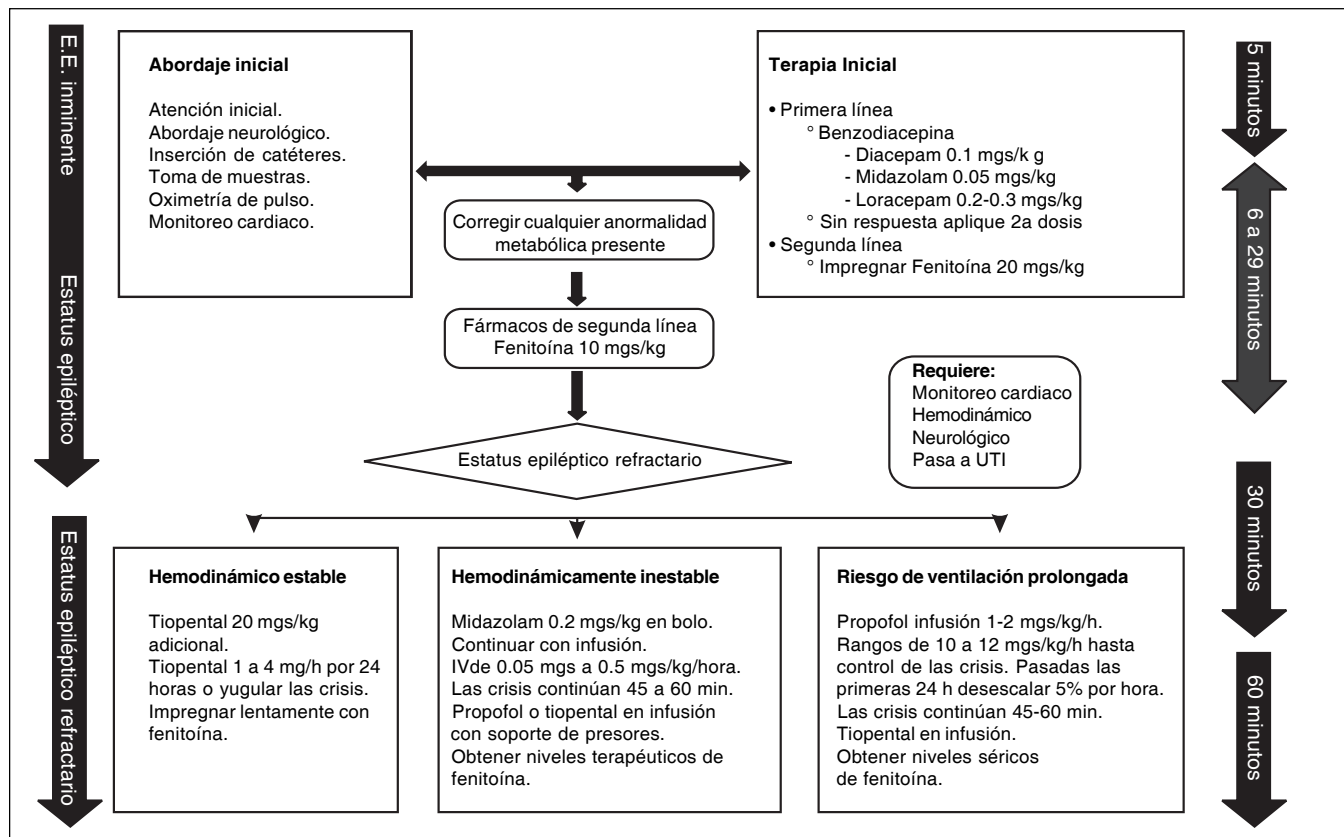 E.E. inminente
Estatus epiléptico
Estatus epiléptico refractario
Abordaje inicial
Atención inicial.
Abordaje neurológico.
Inserción de catéteres.
Toma de muestras.
Oximetría de pulso.
Monitoreo cardiaco.
Terapia Inicial
• Primera línea
° Benzodiacepina
- Diacepam 0.1 mgs/k g
- Midazolam 0.05 mgs/kg
- Loracepam 0.2-0.3 mgs/kg
° Sin respuesta aplique 2a dosis
• Segunda línea
° Impregnar Fenitoína 20 mgs/kg
Corregir cualquier anormalidad
metabólica presente
Fármacos de segunda línea
Fenitoína 10 mgs/kg
Requiere:
Monitoreo cardiaco
Hemodinámico
Neurológico
Pasa a UTI
Estatus epiléptico refractario
Hemodinámico estable
Tiopental 20 mgs/kg
adicional.
Tiopental 1 a 4 mg/h por 24
horas o yugular las crisis.
Impregnar lentamente con
fenitoína.
Hemodinámicamente inestable
Midazolam 0.2 mgs/kg en bolo.
Continuar con infusión.
IVde 0.05 mgs a 0.5 mgs/kg/hora.
Las crisis continúan 45 a 60 min.
Propofol o tiopental en infusión
con soporte de presores.
Obtener niveles terapéuticos de
fenitoína.
Riesgo de ventilación prolongada
Propofol infusión 1-2 mgs/kg/h.
Rangos de 10 a 12 mgs/kg/h hasta
control de las crisis. Pasadas las
primeras 24 h desescalar 5% por hora.
Las crisis continúan 45-60 min.
Tiopental en infusión.
Obtener niveles séricos
de fenitoína.
5 minutos
6 a 29 minutos
30 minutos
60 minutos